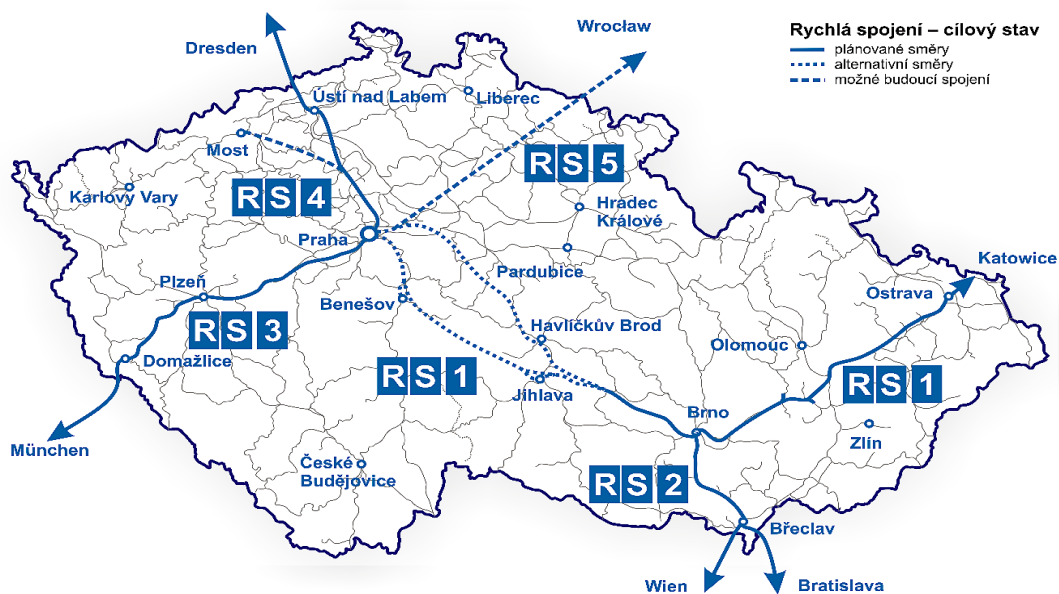 Rychlá spojení – cílový stav
plánované směry
alternativní směry
možné budoucí spojení
Wrocław
Dresden
Ústí nad Labem
Liberec
Most
Karlovy Vary
RS 4
RS 5
Hradec
Králové
Praha
Pardubice
Katowice
Plzeň
Ostrava
Benešov
RS 3
Havlíčkův Brod
Olomouc
Domažlice
RS 1
Jihlava
RS 1
Brno
München
Zlín
České
Budějovice
RS 2
Břeclav
Wien
Bratislava